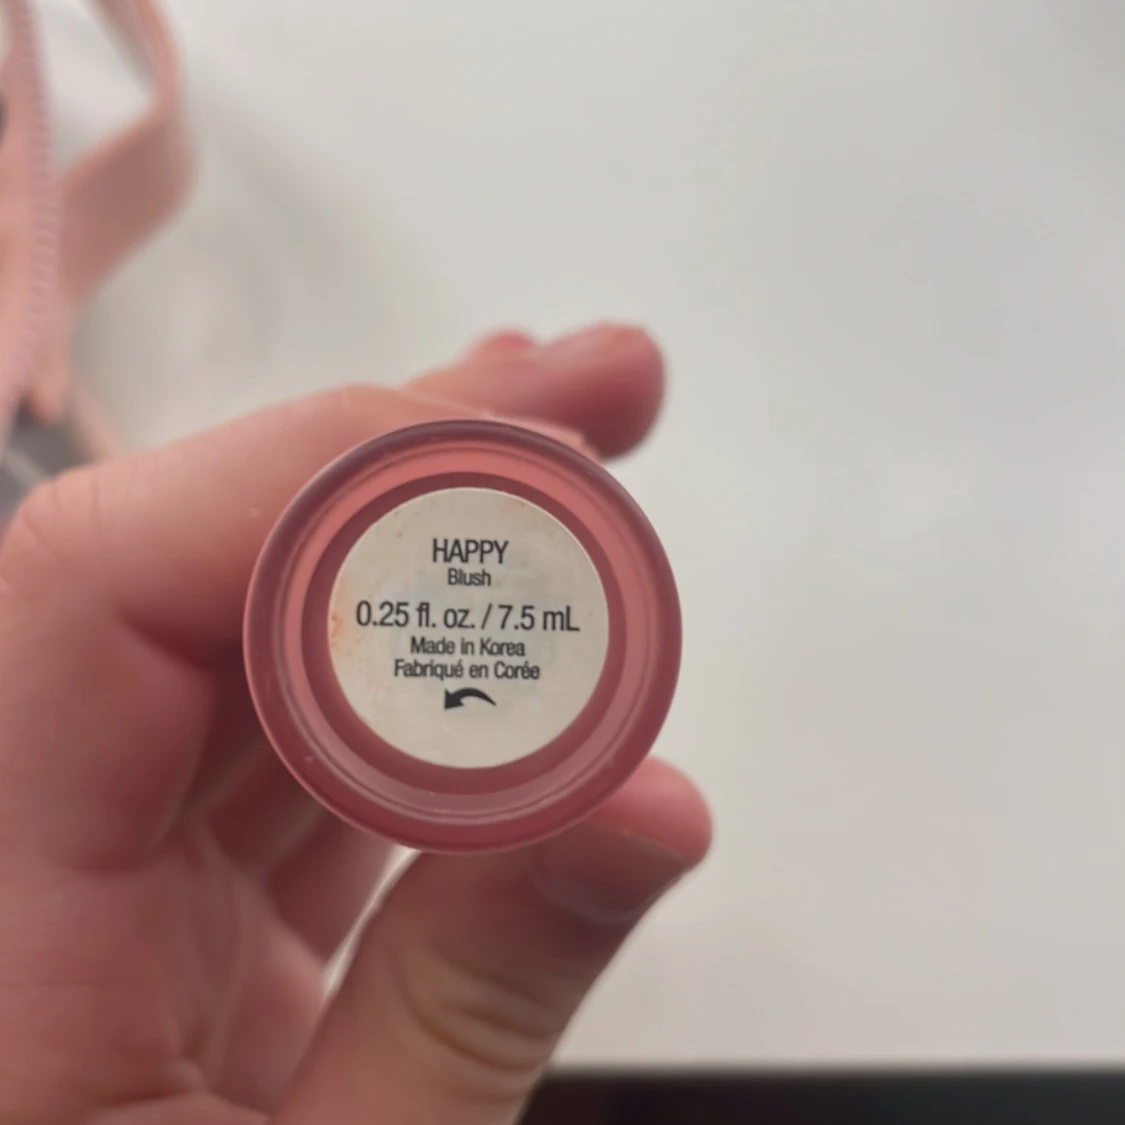 HAPPY
Blush
0.25 fl. oz. / 7.5 mL
Made in Korea
Fabriqué en Corée